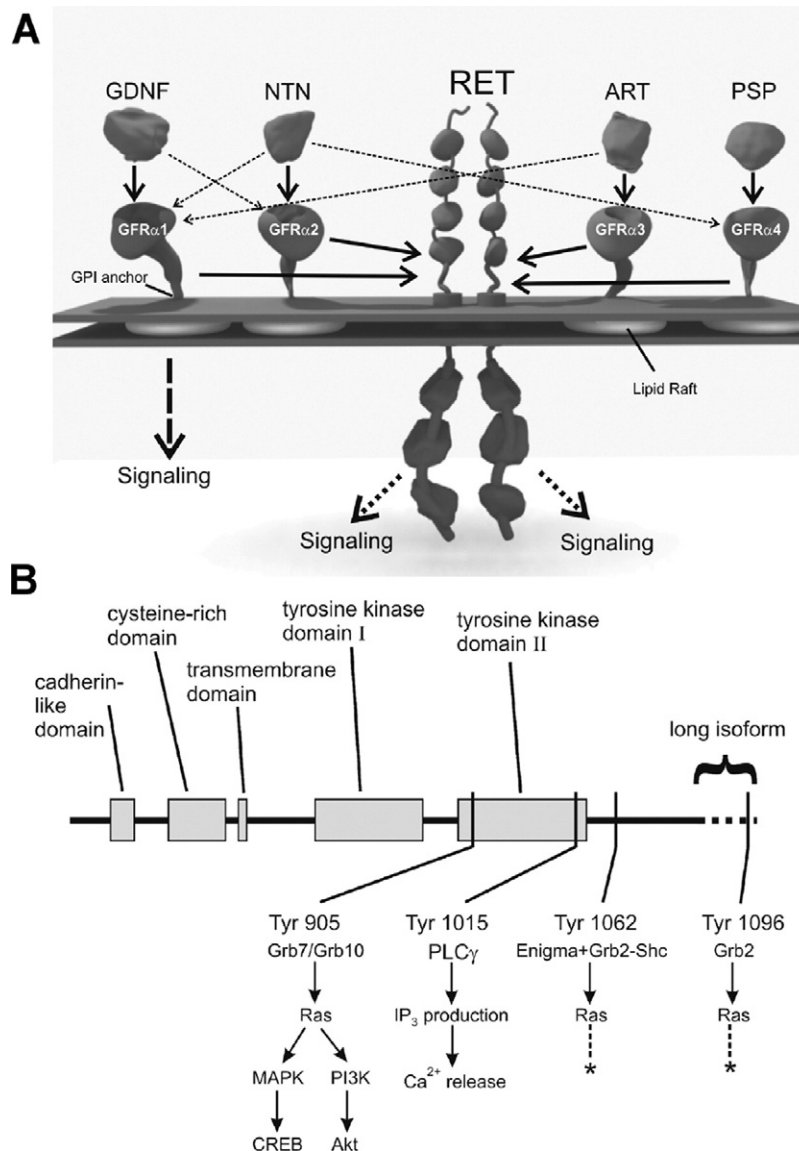 A
GDNF NTN RET ART PSP
GFRα1 GFRα2 GFRα3 GFRα4
GPI anchor
Lipid Raft
Signaling
Signaling Signaling
B
cysteine-rich
domain
tyrosine kinase
domain I
tyrosine kinase
domain II
transmembrane
domain
cadherin-
like
domain
long isoform
Tyr 905 Tyr 1015 Tyr 1062 Tyr 1096
Grb7/Grb10 PLCγ Enigma+Grb2-Shc Grb2
Ras IP3 production Ras Ras
MAPK PI3K Ca2+ release * *
CREB Akt